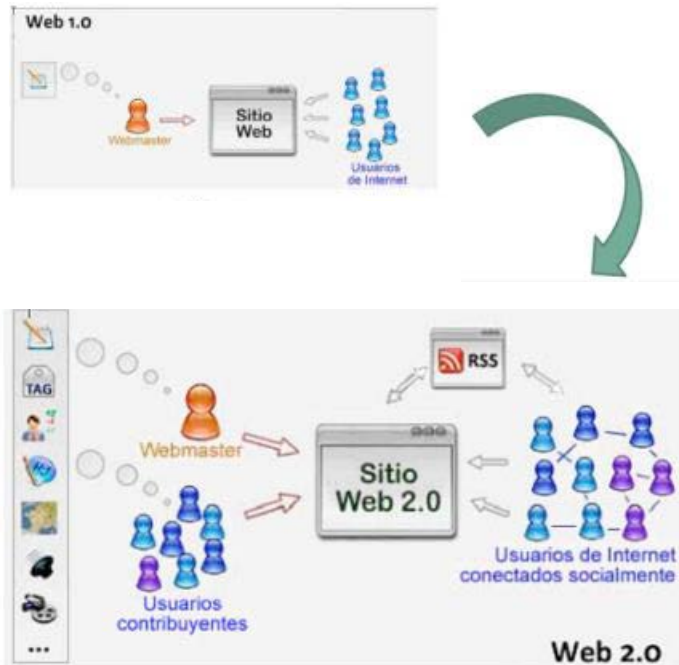 Web 1.0
Webmaster
Sitio
Web
Usuarios
de Internet
TAG
RSS
Webmaster
Sitio
Web 2.0
Usuarios
contribuyentes
Usuarios de Internet
conectados socialmente
...
Web 2.0